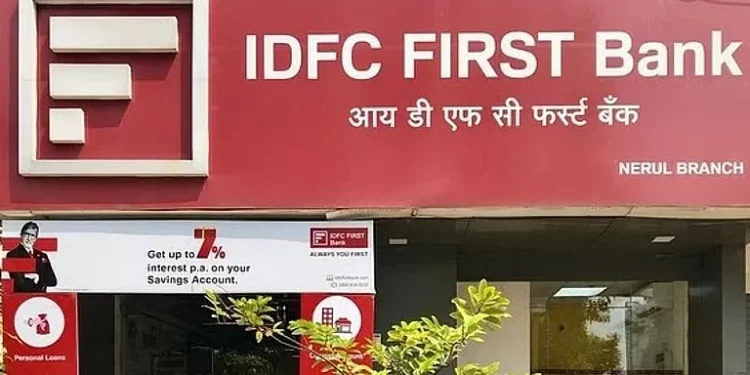 IDFC FIRST Bank
आय डी एफ सी फर्स्ट बँक
NERUL BRANCH
Get up to 7%
interest p.a. on your
Savings Account.
IDFC FIRST
Bank
ALWAYS YOU FIRST
Personal Loans